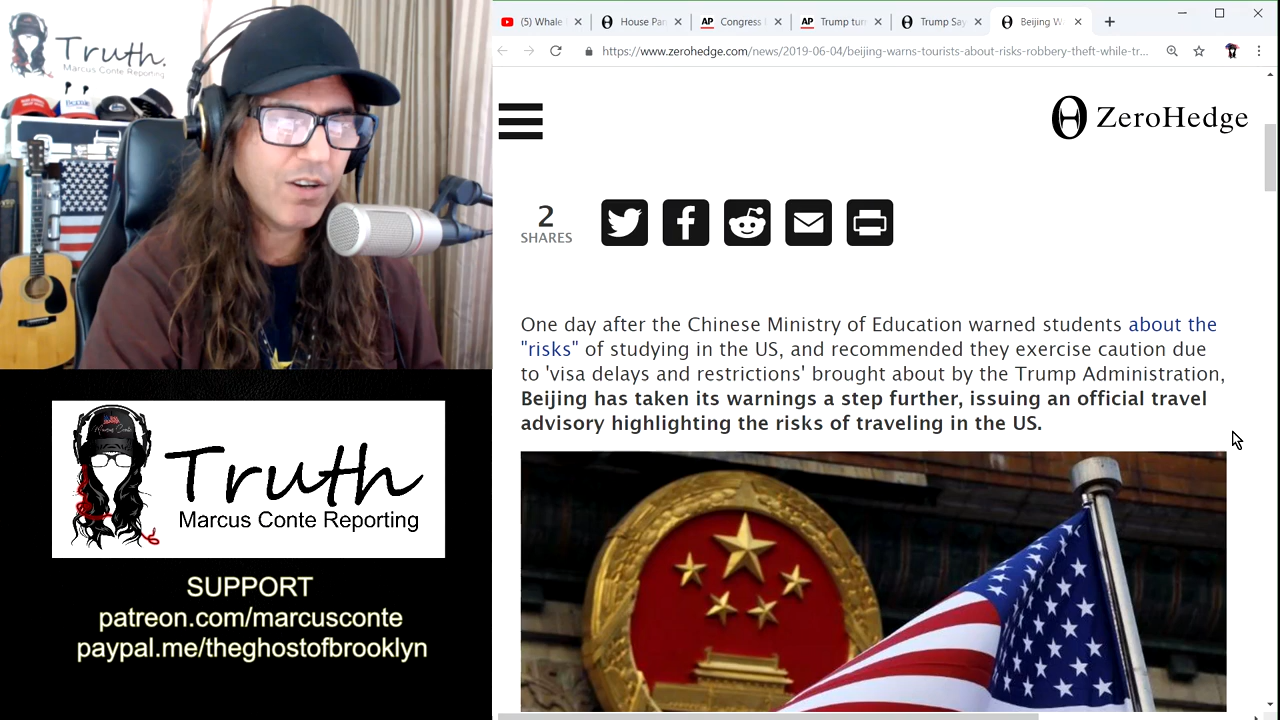 Truth.
Marcus Conte Reporting
(5) Whale
House Pan
Congress
Trump tur
Trump Say
Beijing W
https://www.zerohedge.com/news/2019-06-04/beijing-warns-tourists-about-risks-robbery-theft-while-tr...
ZeroHedge
2
SHARES
One day after the Chinese Ministry of Education warned students about the
"risks" of studying in the US, and recommended they exercise caution due
to 'visa delays and restrictions' brought about by the Trump Administration,
Beijing has taken its warnings a step further, issuing an official travel
advisory highlighting the risks of traveling in the US.
Truth
Marcus Conte Reporting
SUPPORT
patreon.com/marcusconte
paypal.me/theghostofbrooklyn